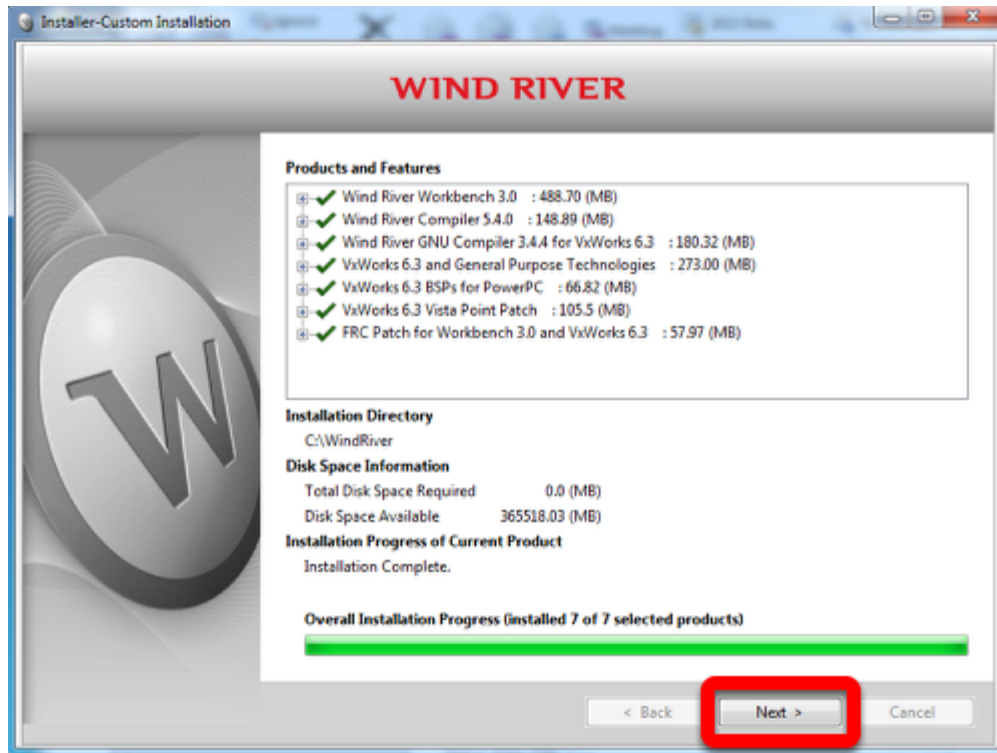 Installer-Custom Installation
WIND RIVER
Products and Features
Wind River Workbench 3.0 : 488.70 (MB)
Wind River Compiler 5.4.0 : 148.89 (MB)
Wind River GNU Compiler 3.4.4 for VxWorks 6.3 : 180.32 (MB)
VxWorks 6.3 and General Purpose Technologies : 273.00 (MB)
VxWorks 6.3 BSPs for PowerPC : 66.82 (MB)
VxWorks 6.3 Vista Point Patch : 105.5 (MB)
FRC Patch for Workbench 3.0 and VxWorks 6.3 : 57.97 (MB)
W
Installation Directory
C:\WindRiver
Disk Space Information
Total Disk Space Required 0.0 (MB)
Disk Space Available 365518.03 (MB)
Installation Progress of Current Product
Installation Complete.
Overall Installation Progress (installed 7 of 7 selected products)
< Back Next > Cancel